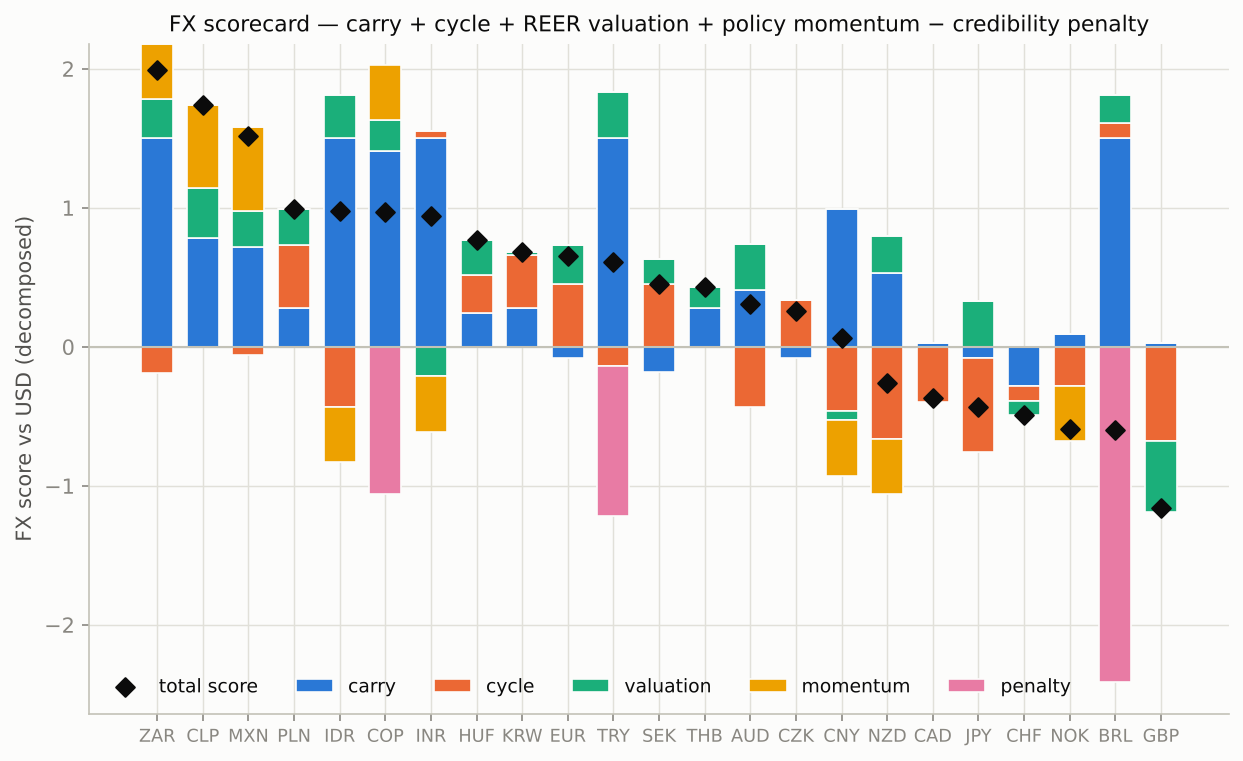 FX scorecard — carry + cycle + REER valuation + policy momentum − credibility penalty
FX score vs USD (decomposed)
2
1
0
−1
−2
total score carry cycle valuation momentum penalty
ZAR CLP MXN PLN IDR COP INR HUF KRW EUR TRY SEK THB AUD CZK CNY NZD CAD JPY CHF NOK BRL GBP